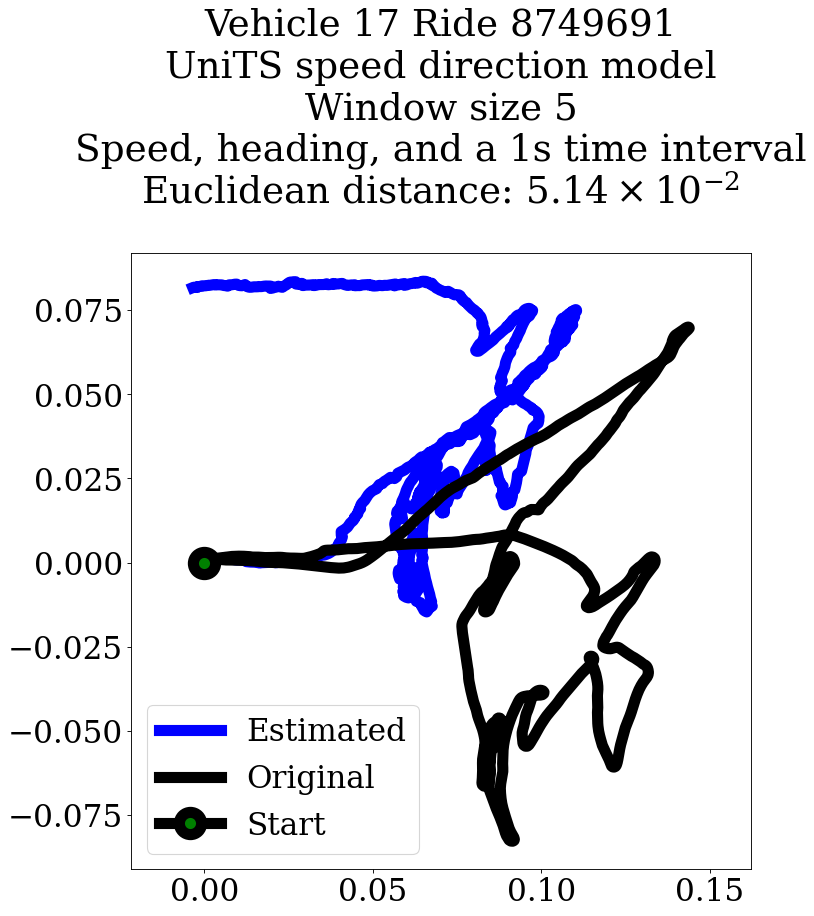 Vehicle 17 Ride 8749691
UniTS speed direction model
Window size 5
Speed, heading, and a 1s time interval
Euclidean distance: 5.14 × 10⁻²
0.075
0.050
0.025
0.000
−0.025
−0.050
−0.075
Estimated
Original
Start
0.00 0.05 0.10 0.15